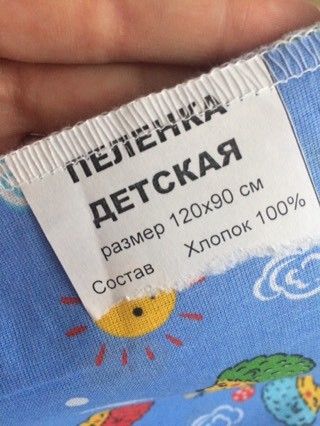 ПЕЛЕНКА
ДЕТСКАЯ
размер 120х90 см
Состав Хлопок 100%